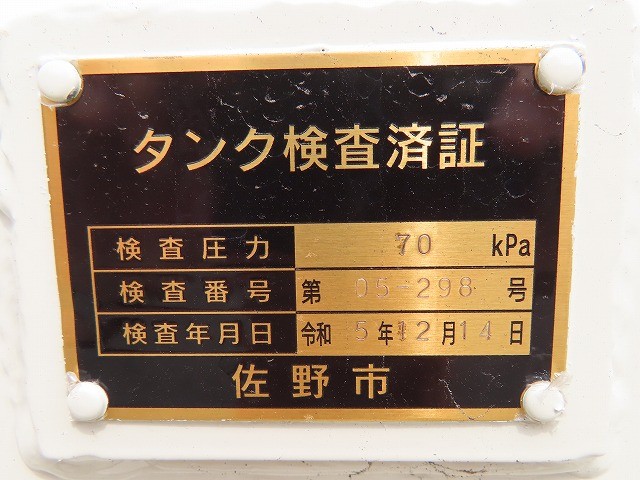 タンク検査済証
検査圧力 70 kPa
検査番号 第 05-298 号
検査年月日 令和 5年12月14日
佐野市